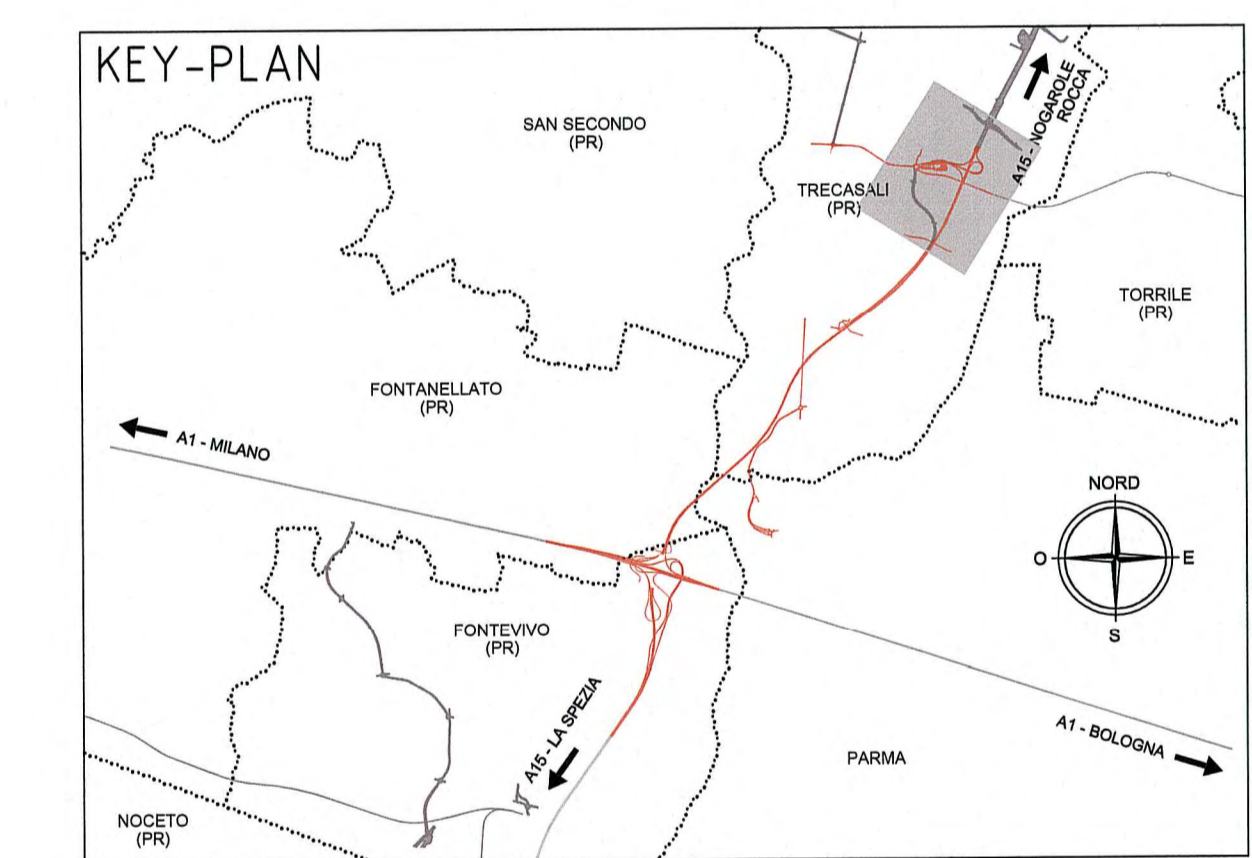 KEY-PLAN
SAN SECONDO
(PR)
A15 - NOGAROLE
ROCCA
TRECASALI
(PR)
TORRILE
(PR)
FONTANELLATO
(PR)
A1 - MILANO
NORD
O
E
S
FONTEVIVO
(PR)
A15 - LA SPEZIA
A1 - BOLOGNA
PARMA
NOCETO
(PR)